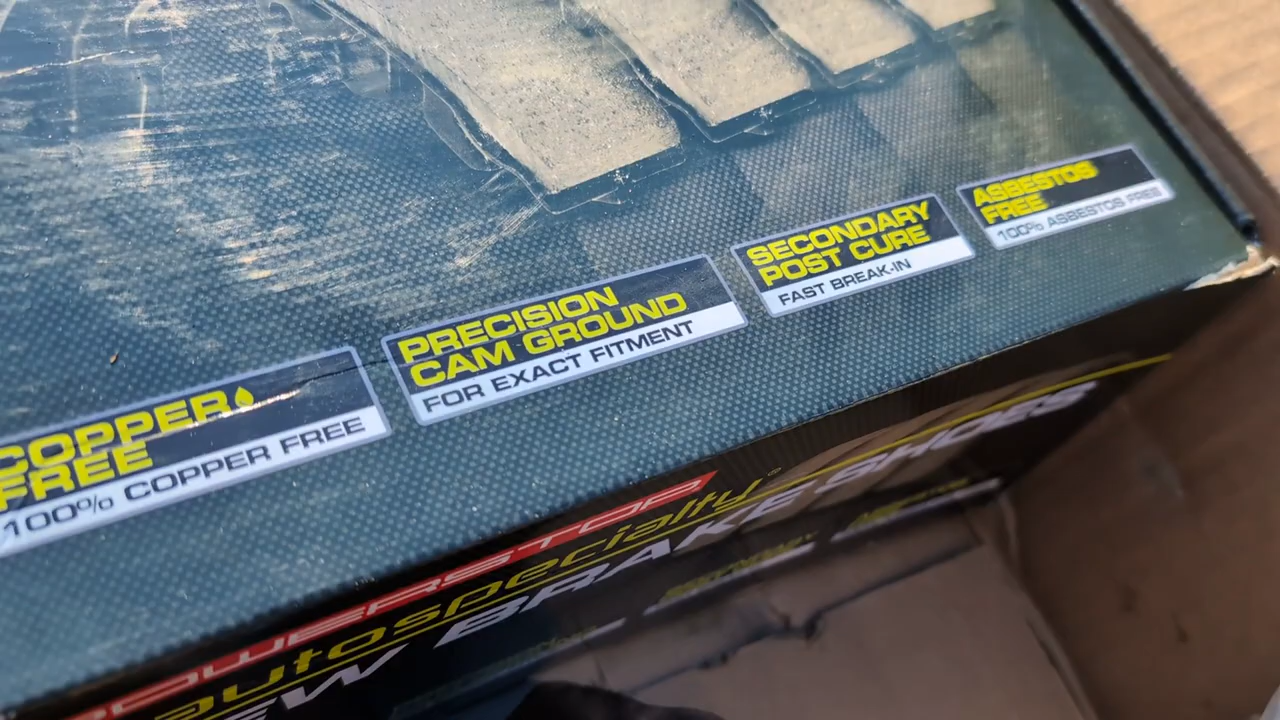 COPPER
FREE
100% COPPER FREE
PRECISION
CAM GROUND
FOR EXACT FITMENT
SECONDARY
POST CURE
FAST BREAK-IN
ASBESTOS
FREE
100% ASBESTOS FREE
POWERSTOP
autospecialty®
NEW BRAKE SHOES